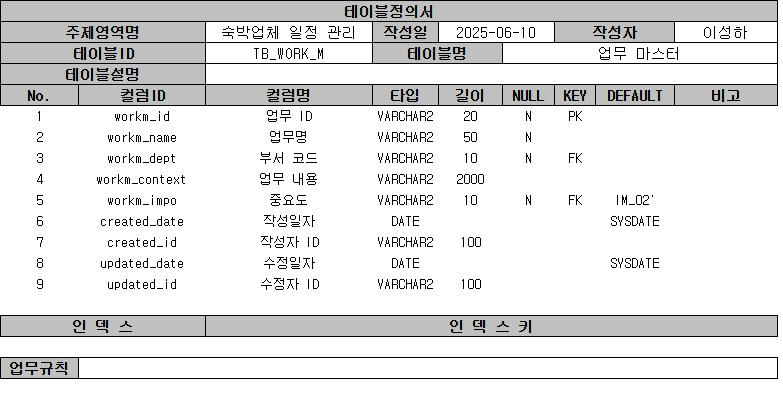 테이블정의서
주제영역명 숙박업체 일정 관리 작성일 2025-06-10 작성자 이성하
테이블ID TB_WORK_M 테이블명 업무 마스터
테이블설명
No. 컬럼ID 컬럼명 타입 길이 NULL KEY DEFAULT 비고
1 workm_id 업무 ID VARCHAR2 20 N PK
2 workm_name 업무명 VARCHAR2 50 N
3 workm_dept 부서 코드 VARCHAR2 10 N FK
4 workm_context 업무 내용 VARCHAR2 2000
5 workm_impo 중요도 VARCHAR2 10 N FK IM_02'
6 created_date 작성일자 DATE SYSDATE
7 created_id 작성자 ID VARCHAR2 100
8 updated_date 수정일자 DATE SYSDATE
9 updated_id 수정자 ID VARCHAR2 100
인 덱 스 인 덱 스 키
업무규칙